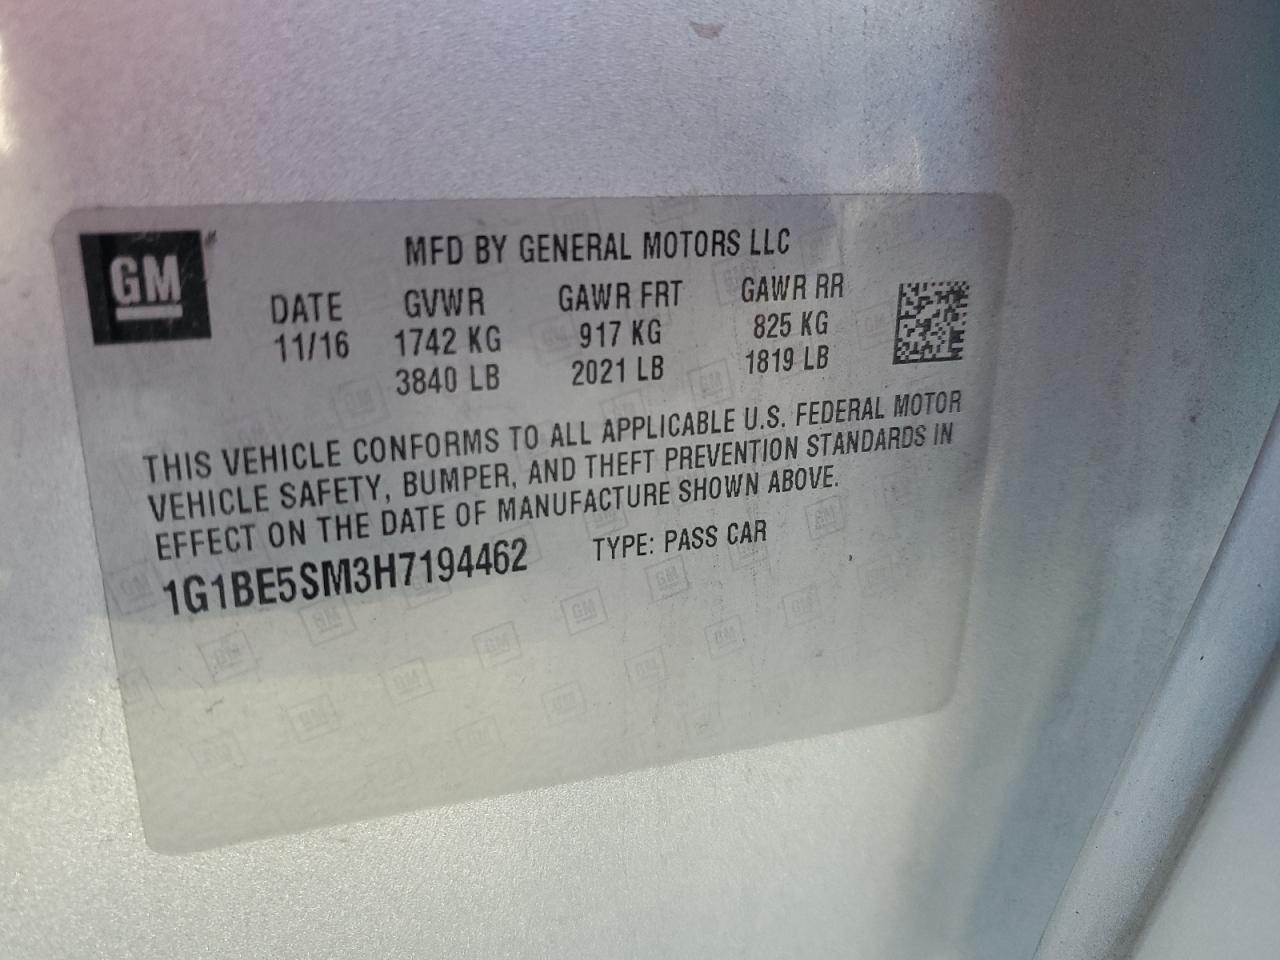 GM
MFD BY GENERAL MOTORS LLC
DATE GVWR GAWR FRT GAWR RR
11/16 1742 KG 917 KG 825 KG
3840 LB 2021 LB 1819 LB
THIS VEHICLE CONFORMS TO ALL APPLICABLE U.S. FEDERAL MOTOR
VEHICLE SAFETY, BUMPER, AND THEFT PREVENTION STANDARDS IN
EFFECT ON THE DATE OF MANUFACTURE SHOWN ABOVE.
1G1BE5SM3H7194462 TYPE: PASS CAR